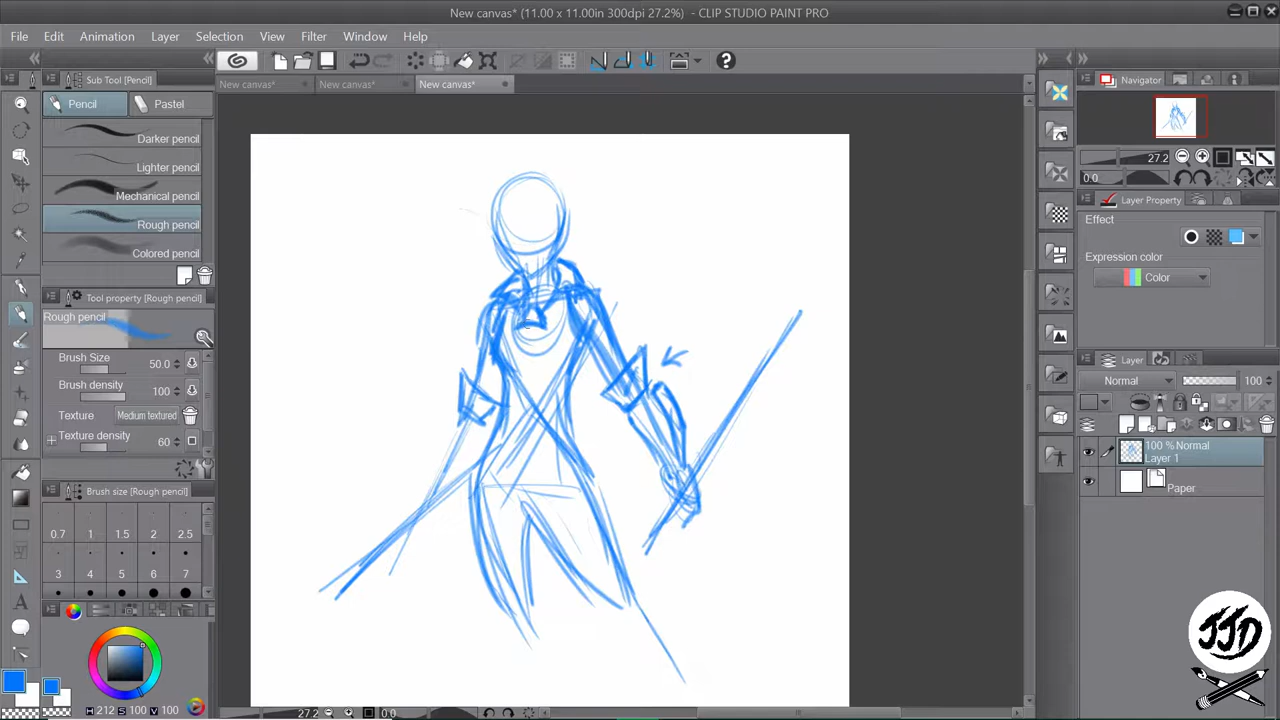 New canvas* (11.00 x 11.00in 300dpi 27.2%) - CLIP STUDIO PAINT PRO
File Edit Animation Layer Selection View Filter Window Help
New canvas* New canvas* New canvas*
Sub Tool [Pencil]
Pencil Pastel
Darker pencil
Lighter pencil
Mechanical pencil
Rough pencil
Colored pencil
Tool property [Rough pencil]
Rough pencil
Brush Size 50.0
Brush density 100
Texture Medium textured
Texture density 60
Brush size [Rough pencil]
0.7 1 1.5 2 2.5
3 4 5 6 7
H 212 S 100 V 100
27.2 0.0
Navigator
27.2
0.0
Layer Property
Effect
Expression color
Color
Layer
Normal 100
100 % Normal
Layer 1
Paper
JJD